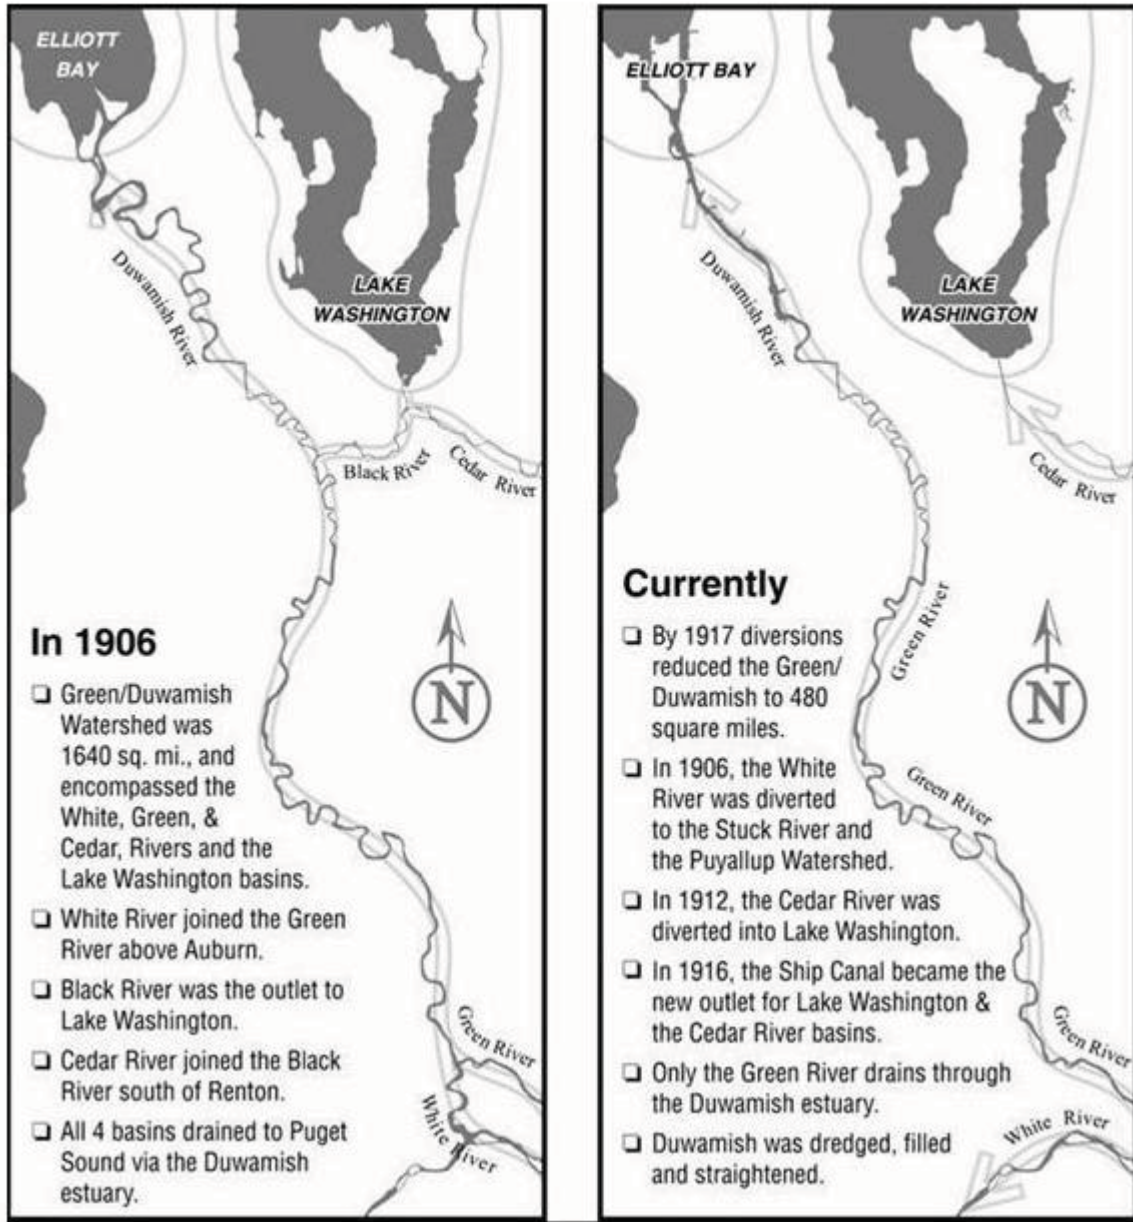 ELLIOTT
BAY
LAKE
WASHINGTON
Duwamish River
Black River
Cedar River
In 1906
❑ Green/Duwamish
Watershed was
1640 sq. mi., and
encompassed the
White, Green, &
Cedar, Rivers and the
Lake Washington basins.
❑ White River joined the Green
River above Auburn.
❑ Black River was the outlet to
Lake Washington.
❑ Cedar River joined the Black
River south of Renton.
❑ All 4 basins drained to Puget
Sound via the Duwamish
estuary.
N
Green River
White River
ELLIOTT BAY
LAKE
WASHINGTON
Duwamish River
Cedar River
Currently
❑ By 1917 diversions
reduced the Green/
Duwamish to 480
square miles.
❑ In 1906, the White
River was diverted
to the Stuck River and
the Puyallup Watershed.
❑ In 1912, the Cedar River was
diverted into Lake Washington.
❑ In 1916, the Ship Canal became the
new outlet for Lake Washington &
the Cedar River basins.
❑ Only the Green River drains through
the Duwamish estuary.
❑ Duwamish was dredged, filled
and straightened.
Green River
N
Green River
Green River
White River